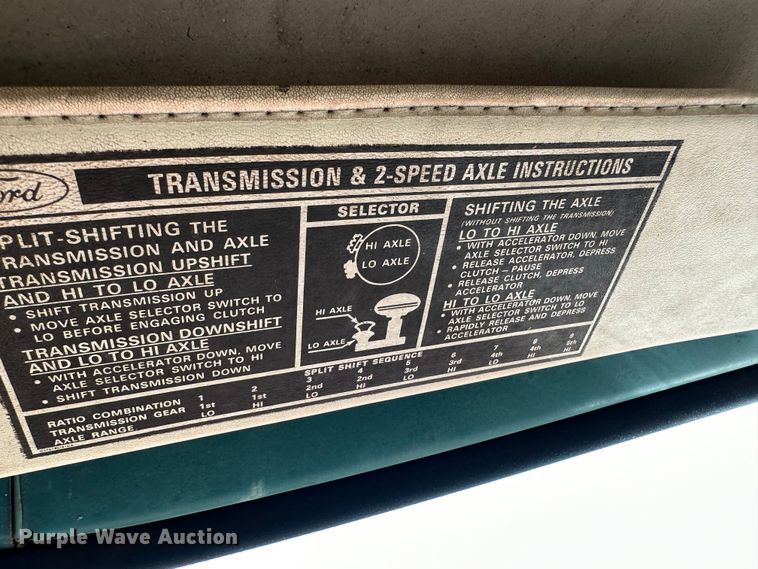 TRANSMISSION & 2-SPEED AXLE INSTRUCTIONS
PLIT-SHIFTING THE
RANSMISSION AND AXLE
TRANSMISSION UPSHIFT
AND HI TO LO AXLE
• SHIFT TRANSMISSION UP
• MOVE AXLE SELECTOR SWITCH TO
LO BEFORE ENGAGING CLUTCH
TRANSMISSION DOWNSHIFT
AND LO TO HI AXLE
• WITH ACCELERATOR DOWN, MOVE
AXLE SELECTOR SWITCH TO HI
• SHIFT TRANSMISSION DOWN
SELECTOR
HI AXLE
LO AXLE
HI AXLE
LO AXLE
SHIFTING THE AXLE
(WITHOUT SHIFTING THE TRANSMISSION)
LO TO HI AXLE
• WITH ACCELERATOR DOWN, MOVE
AXLE SELECTOR SWITCH TO HI
• RELEASE ACCELERATOR, DEPRESS
CLUTCH – PAUSE
• RELEASE CLUTCH, DEPRESS
ACCELERATOR
HI TO LO AXLE
• WITH ACCELERATOR DOWN, MOVE
AXLE SELECTOR SWITCH TO LO
• RAPIDLY RELEASE AND DEPRESS
ACCELERATOR
SPLIT SHIFT SEQUENCE
RATIO COMBINATION 1 2 3 4 5 6 7 8 9
TRANSMISSION GEAR 1st 1st 2nd 2nd 3rd 3rd 4th 4th 5th
AXLE RANGE LO HI LO HI LO HI LO HI
Purple Wave Auction